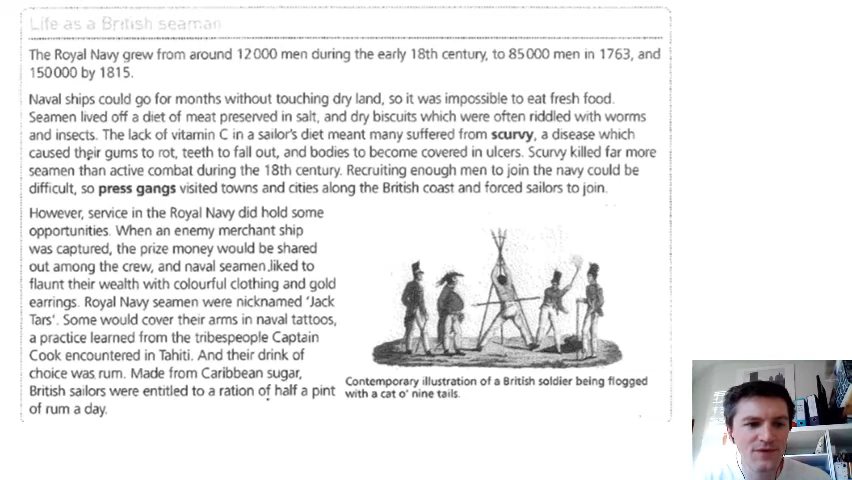 Life as a British seaman
The Royal Navy grew from around 12000 men during the early 18th century, to 85000 men in 1763, and
150000 by 1815.
Naval ships could go for months without touching dry land, so it was impossible to eat fresh food.
Seamen lived off a diet of meat preserved in salt, and dry biscuits which were often riddled with worms
and insects. The lack of vitamin C in a sailor's diet meant many suffered from scurvy, a disease which
caused their gums to rot, teeth to fall out, and bodies to become covered in ulcers. Scurvy killed far more
seamen than active combat during the 18th century. Recruiting enough men to join the navy could be
difficult, so press gangs visited towns and cities along the British coast and forced sailors to join.
However, service in the Royal Navy did hold some
opportunities. When an enemy merchant ship
was captured, the prize money would be shared
out among the crew, and naval seamen liked to
flaunt their wealth with colourful clothing and gold
earrings. Royal Navy seamen were nicknamed 'Jack
Tars'. Some would cover their arms in naval tattoos,
a practice learned from the tribespeople Captain
Cook encountered in Tahiti. And their drink of
choice was rum. Made from Caribbean sugar,
British sailors were entitled to a ration of half a pint
of rum a day.
Contemporary illustration of a British soldier being flogged
with a cat o' nine tails.